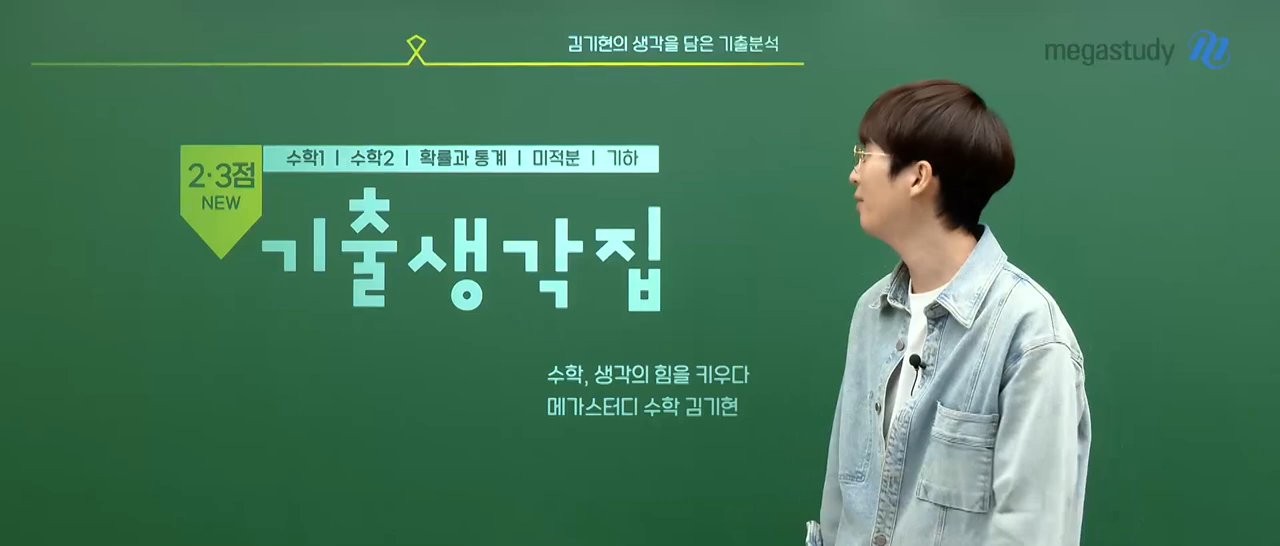 김기현의 생각을 담은 기출분석
megastudy
수학1 | 수학2 | 확률과 통계 | 미적분 | 기하
2·3점
NEW
기출생각집
수학, 생각의 힘을 키우다
메가스터디 수학 김기현